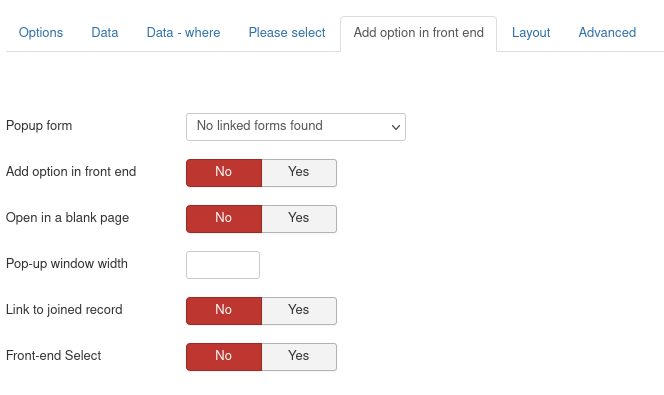 Options Data Data - where Please select Add option in front end Layout Advanced
Popup form No linked forms found
Add option in front end No Yes
Open in a blank page No Yes
Pop-up window width
Link to joined record No Yes
Front-end Select No Yes